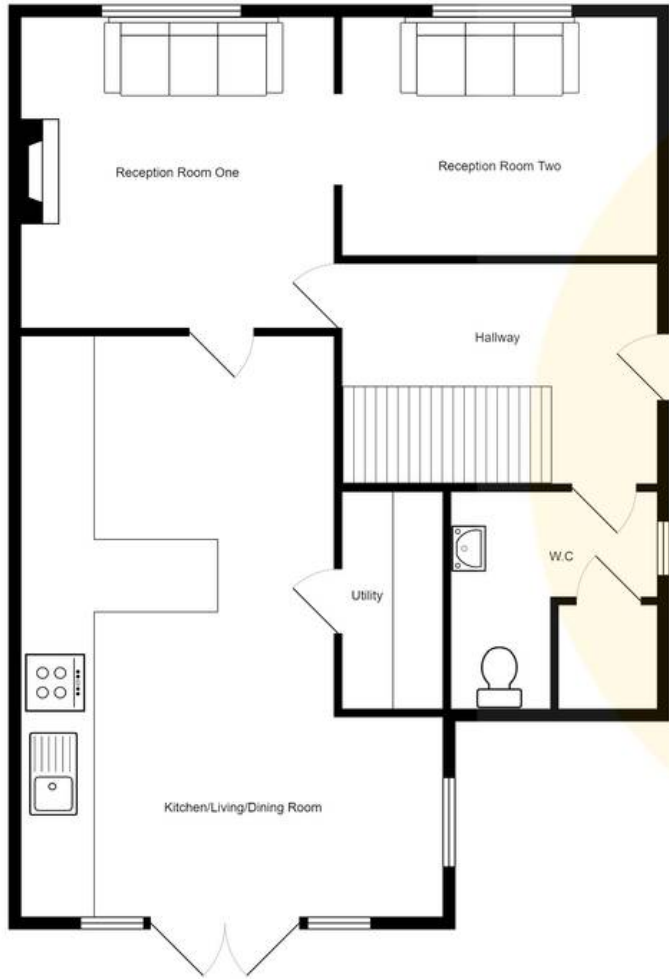 Reception Room One
Reception Room Two
Hallway
W.C
Utility
Kitchen/Living/Dining Room